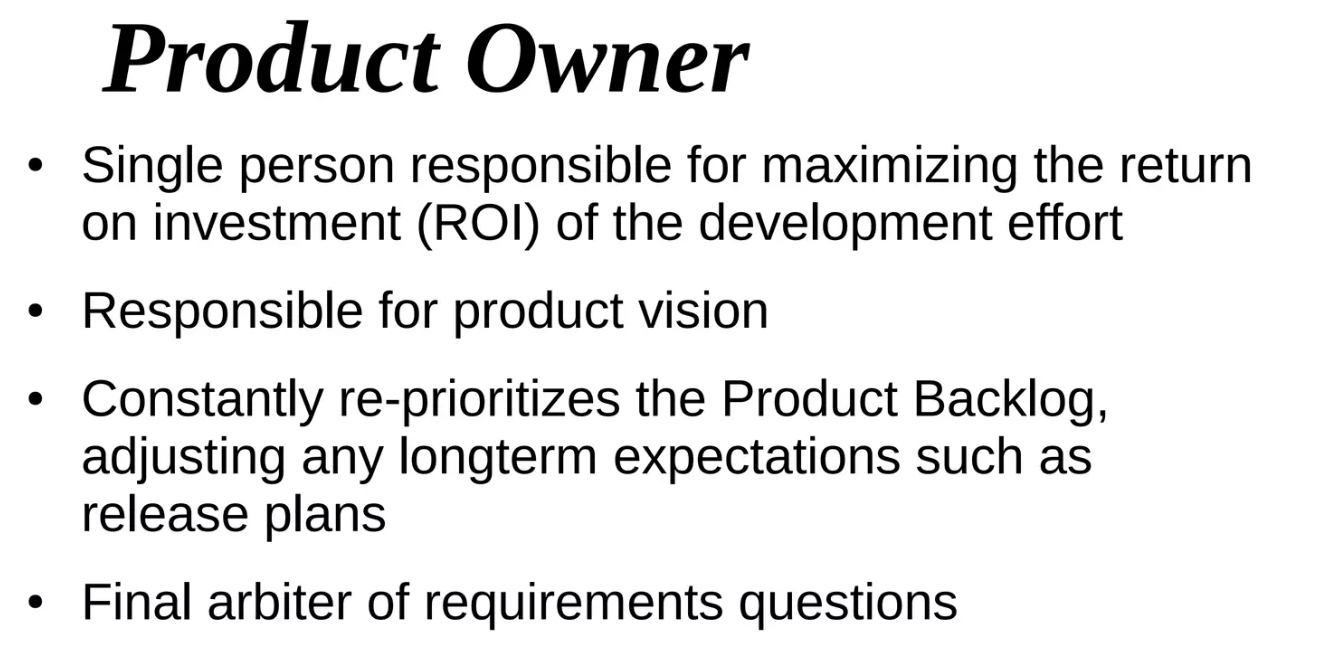 Product Owner
• Single person responsible for maximizing the return
on investment (ROI) of the development effort
• Responsible for product vision
• Constantly re-prioritizes the Product Backlog,
adjusting any longterm expectations such as
release plans
• Final arbiter of requirements questions